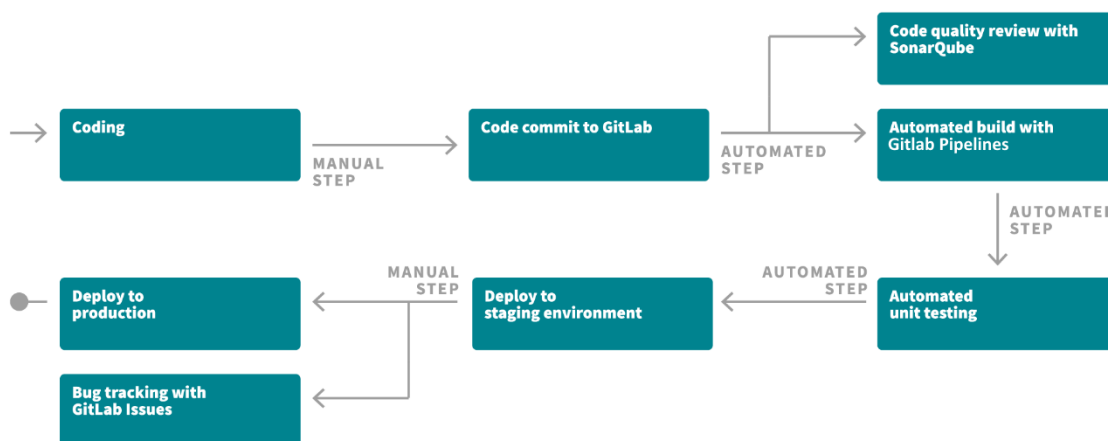 Code quality review with
SonarQube
Coding
Code commit to GitLab
Automated build with
Gitlab Pipelines
MANUAL
STEP
AUTOMATED
STEP
AUTOMATED
STEP
MANUAL
STEP
AUTOMATED
STEP
Deploy to
production
Deploy to
staging environment
Automated
unit testing
Bug tracking with
GitLab Issues